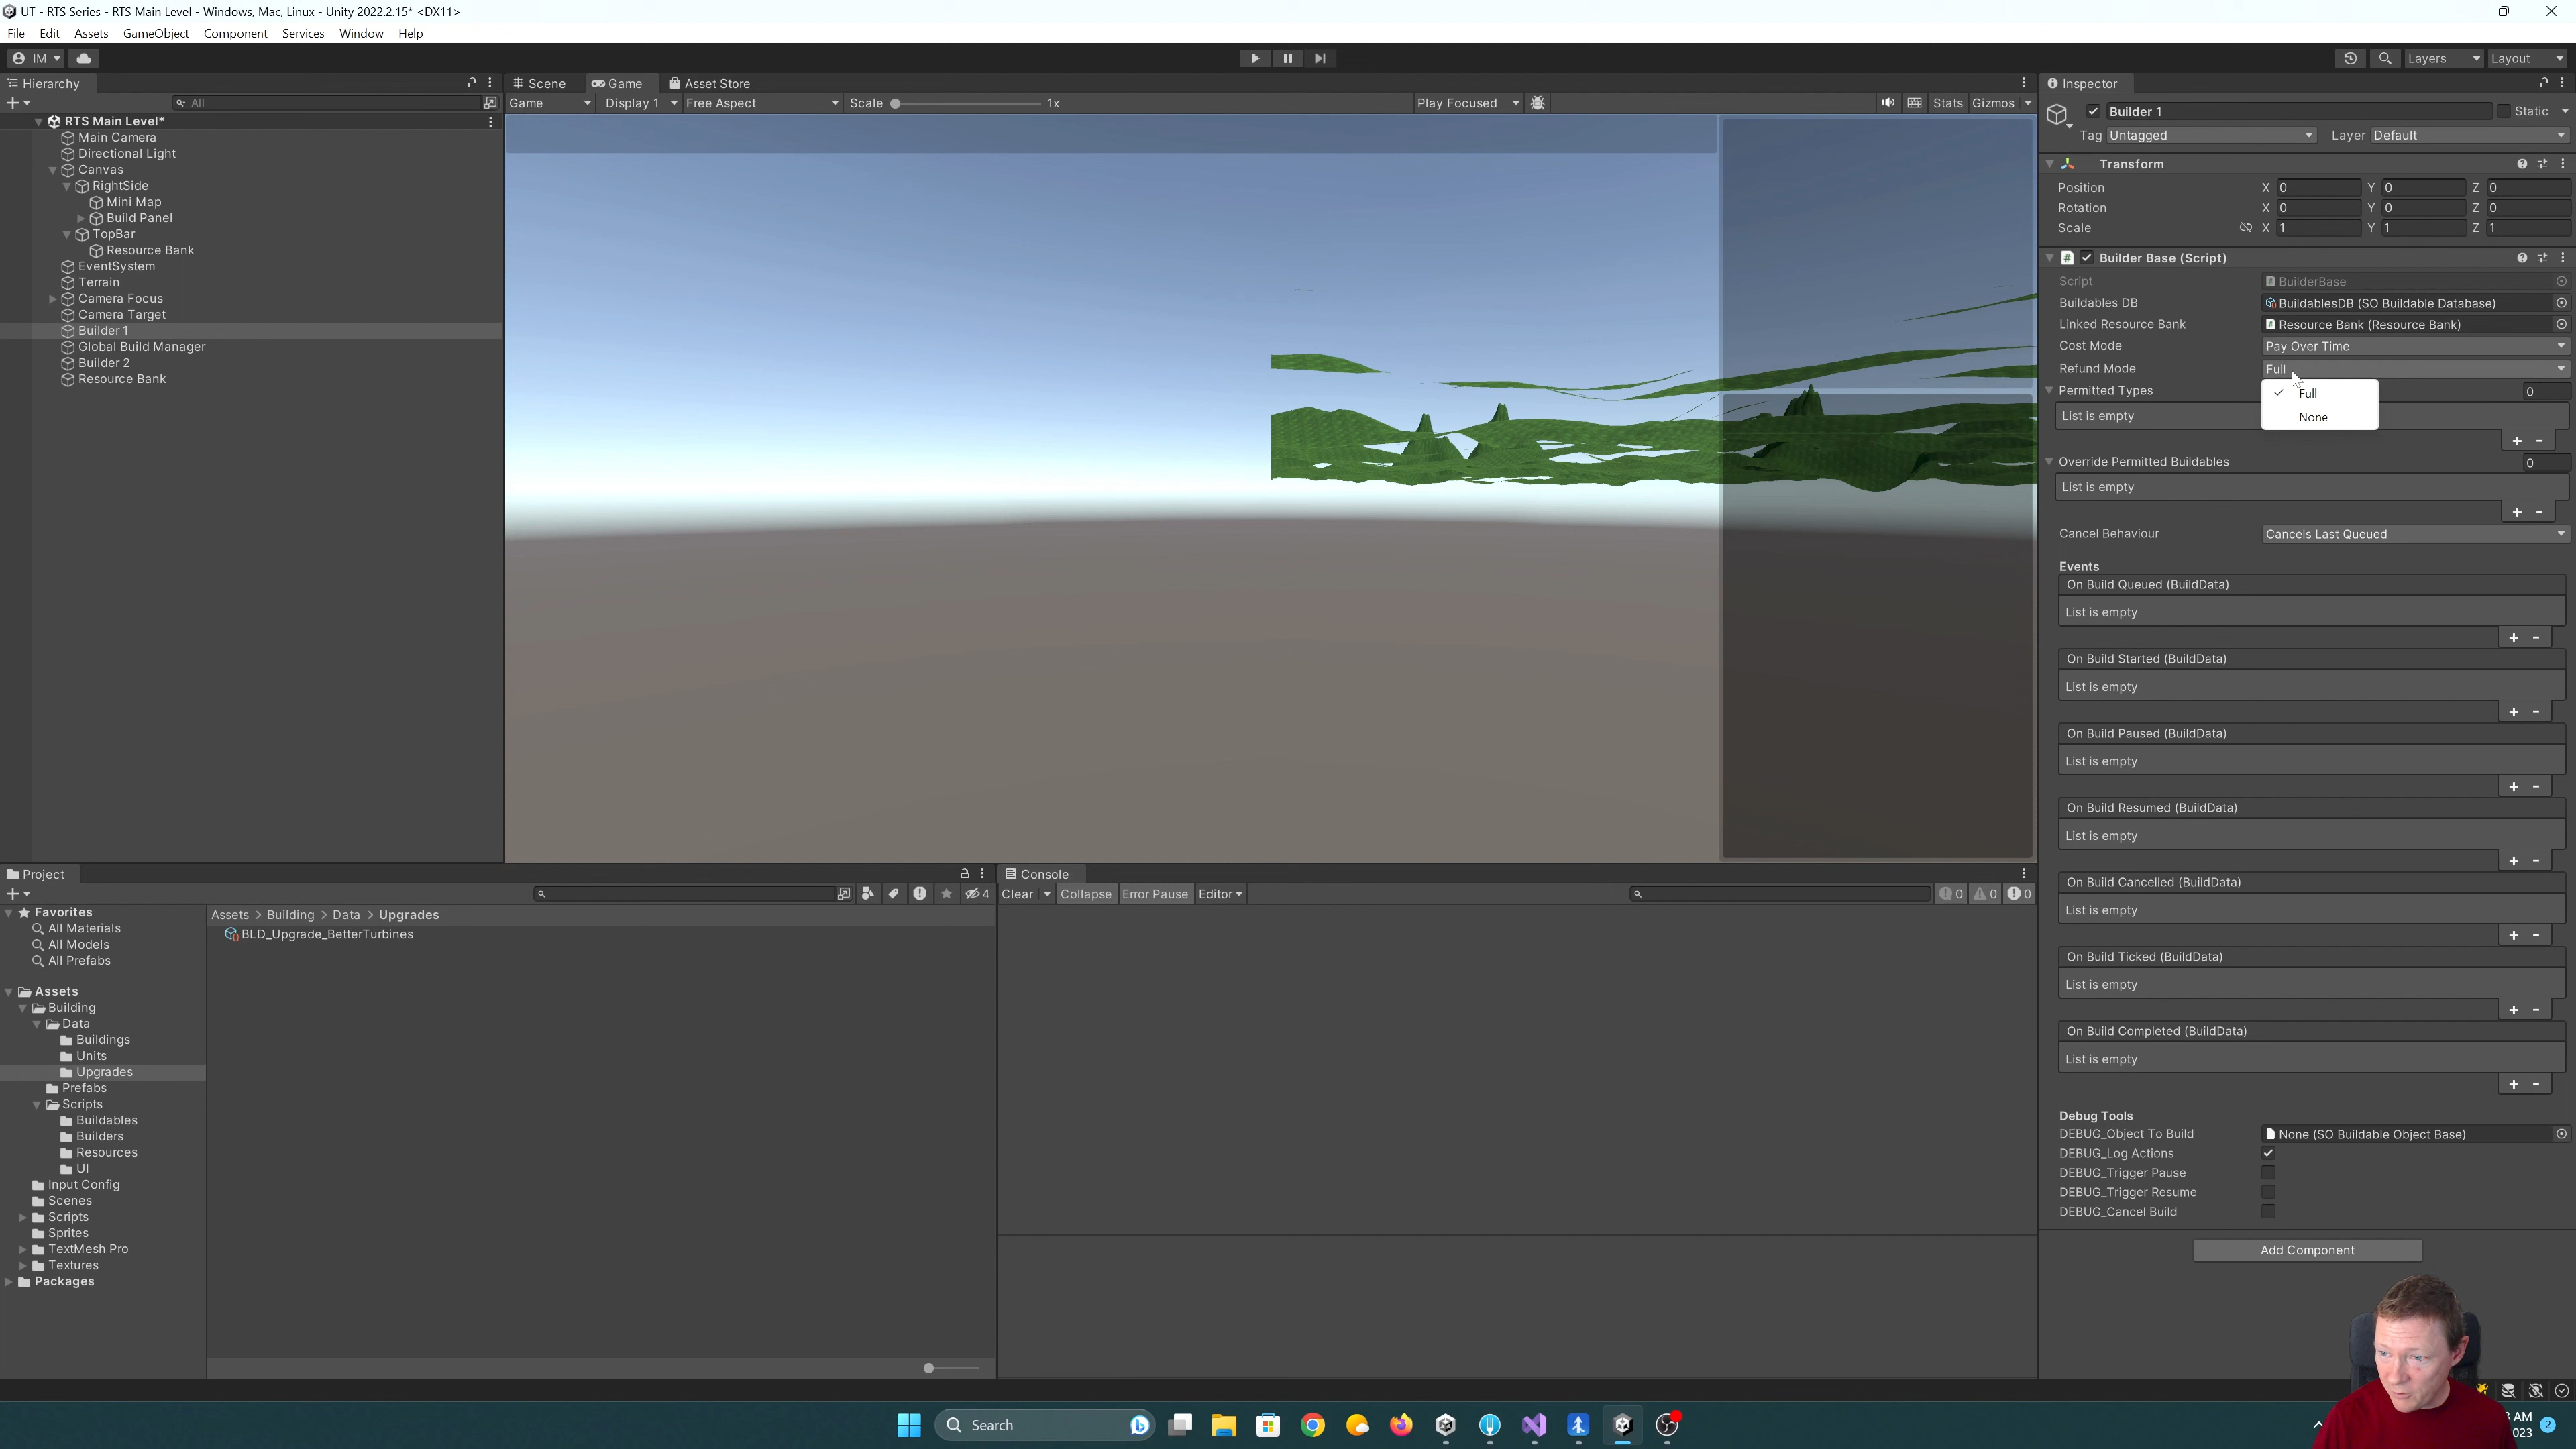 UT - RTS Series - RTS Main Level - Windows, Mac, Linux - Unity 2022.2.15* <DX11>
File Edit Assets GameObject Component Services Window Help
IM
Layers Layout
Hierarchy
All
RTS Main Level*
Main Camera
Directional Light
Canvas
RightSide
Mini Map
Build Panel
TopBar
Resource Bank
EventSystem
Terrain
Camera Focus
Camera Target
Builder 1
Global Build Manager
Builder 2
Resource Bank
Scene Game Asset Store
Game Display 1 Free Aspect Scale 1x Play Focused Stats Gizmos
Inspector
Builder 1 Static
Tag Untagged Layer Default
Transform
Position X 0 Y 0 Z 0
Rotation X 0 Y 0 Z 0
Scale X 1 Y 1 Z 1
Builder Base (Script)
Script BuilderBase
Buildables DB BuildablesDB (SO Buildable Database)
Linked Resource Bank Resource Bank (Resource Bank)
Cost Mode Pay Over Time
Refund Mode Full
Full
None
Permitted Types 0
List is empty
+ -
Override Permitted Buildables 0
List is empty
+ -
Cancel Behaviour Cancels Last Queued
Events
On Build Queued (BuildData)
List is empty
+ -
On Build Started (BuildData)
List is empty
+ -
On Build Paused (BuildData)
List is empty
+ -
On Build Resumed (BuildData)
List is empty
+ -
On Build Cancelled (BuildData)
List is empty
+ -
On Build Ticked (BuildData)
List is empty
+ -
On Build Completed (BuildData)
List is empty
+ -
Debug Tools
DEBUG_Object To Build None (SO Buildable Object Base)
DEBUG_Log Actions
DEBUG_Trigger Pause
DEBUG_Trigger Resume
DEBUG_Cancel Build
Add Component
Project
4
Favorites
All Materials
All Models
All Prefabs
Assets
Building
Data
Buildings
Units
Upgrades
Prefabs
Scripts
Buildables
Builders
Resources
UI
Input Config
Scenes
Scripts
Sprites
TextMesh Pro
Textures
Packages
Assets > Building > Data > Upgrades
BLD_Upgrade_BetterTurbines
Console
Clear Collapse Error Pause Editor 0 0 0
Search
AM
023
2